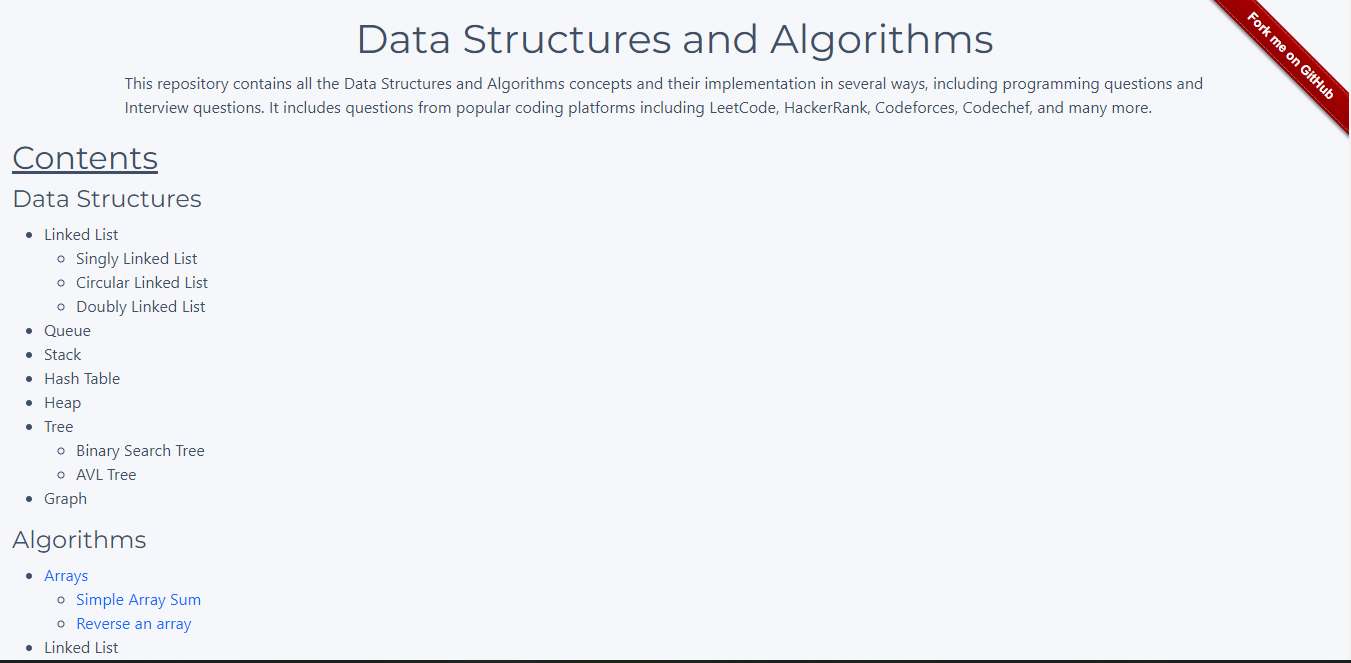 Data Structures and Algorithms
Fork me on GitHub
This repository contains all the Data Structures and Algorithms concepts and their implementation in several ways, including programming questions and
Interview questions. It includes questions from popular coding platforms including LeetCode, HackerRank, Codeforces, Codechef, and many more.
Contents
Data Structures
Linked List
Singly Linked List
Circular Linked List
Doubly Linked List
Queue
Stack
Hash Table
Heap
Tree
Binary Search Tree
AVL Tree
Graph
Algorithms
Arrays
Simple Array Sum
Reverse an array
Linked List